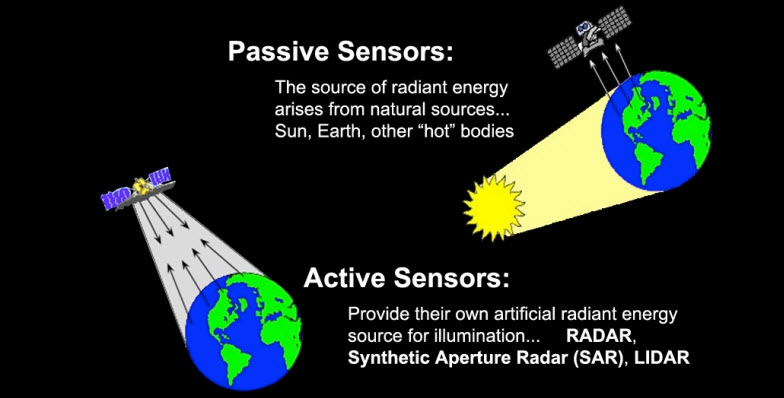 Passive Sensors:
The source of radiant energy
arises from natural sources...
Sun, Earth, other “hot” bodies
Active Sensors:
Provide their own artificial radiant energy
source for illumination... RADAR,
Synthetic Aperture Radar (SAR), LIDAR